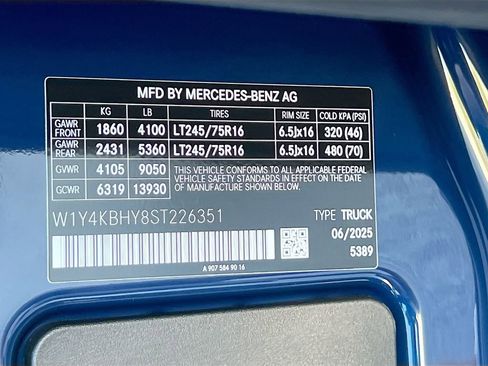 MFD BY MERCEDES-BENZ AG
KG LB TIRES RIM SIZE COLD KPA (PSI)
GAWR FRONT 1860 4100 LT245/75R16 6.5Jx16 320 (46)
GAWR REAR 2431 5360 LT245/75R16 6.5Jx16 480 (70)
GVWR 4105 9050 THIS VEHICLE CONFORMS TO ALL APPLICABLE FEDERAL
GCWR 6319 13930 VEHICLE SAFETY STANDARDS IN EFFECT ON THE DATE OF MANUFACTURE SHOWN ABOVE.
W1Y4KBHY8ST226351 TYPE TRUCK
06/2025
5389
A 907 584 90 16